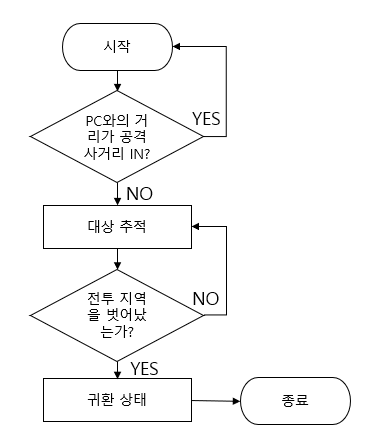 시작
PC와의 거
리가 공격
사거리 IN?
YES
NO
대상 추적
전투 지역
을 벗어났
는가?
NO
YES
귀환 상태
종료